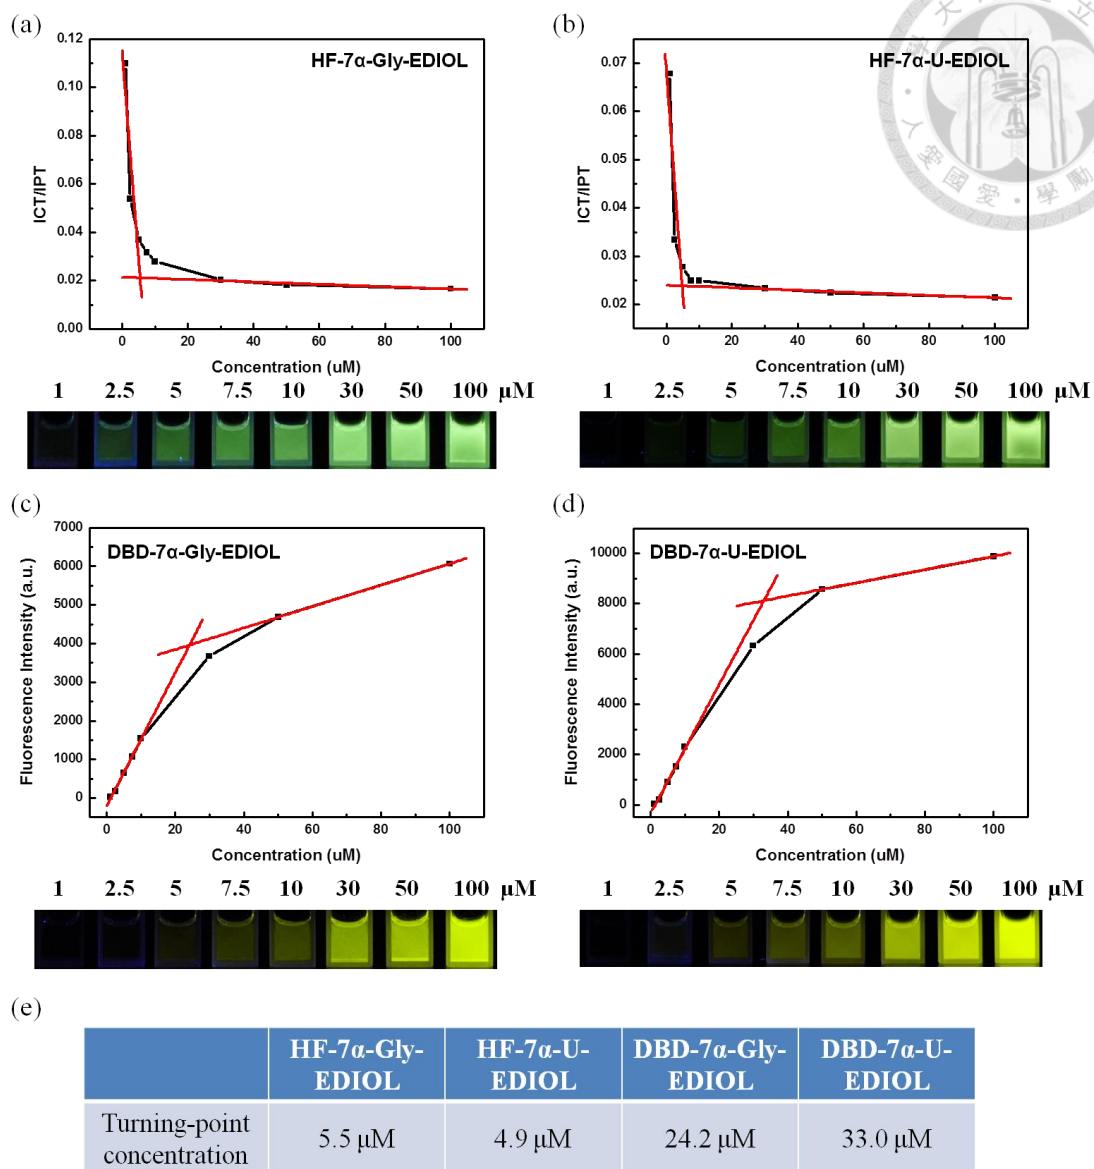 (a)
0.12
0.10
0.08
0.06
0.04
0.02
0.00
ICT/IPT
HF-7α-Gly-EDIOL
0 20 40 60 80 100
Concentration (uM)
1 2.5 5 7.5 10 30 50 100 μM
(b)
0.07
0.06
0.05
0.04
0.03
0.02
ICT/IPT
HF-7α-U-EDIOL
0 20 40 60 80 100
Concentration (uM)
1 2.5 5 7.5 10 30 50 100 μM
(c)
7000
6000
5000
4000
3000
2000
1000
0
Fluorescence Intensity (a.u.)
DBD-7α-Gly-EDIOL
0 20 40 60 80 100
Concentration (uM)
1 2.5 5 7.5 10 30 50 100 μM
(d)
10000
8000
6000
4000
2000
0
Fluorescence Intensity (a.u.)
DBD-7α-U-EDIOL
0 20 40 60 80 100
Concentration (uM)
1 2.5 5 7.5 10 30 50 100 μM
(e)
HF-7α-Gly-EDIOL HF-7α-U-EDIOL DBD-7α-Gly-EDIOL DBD-7α-U-EDIOL
Turning-point concentration 5.5 μM 4.9 μM 24.2 μM 33.0 μM